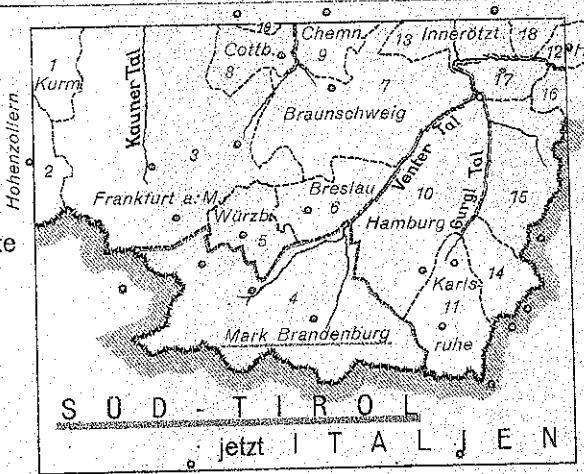 10
Chemn.
Innerötzt.
18
Cottb.
9
13
12
1
Kurm
8
7
17
16
Kauner Tal
Braunschweig
Venter Tal
Hohenzollern
2
3
Breslau
6
10
15
Frankfurt a. M.
Würzb.
5
Hamburg
Gurgl Tal
te
14
4
Karls-
11
Mark Brandenburg
ruhe
SÜD-TIROL
jetzt ITALJEN